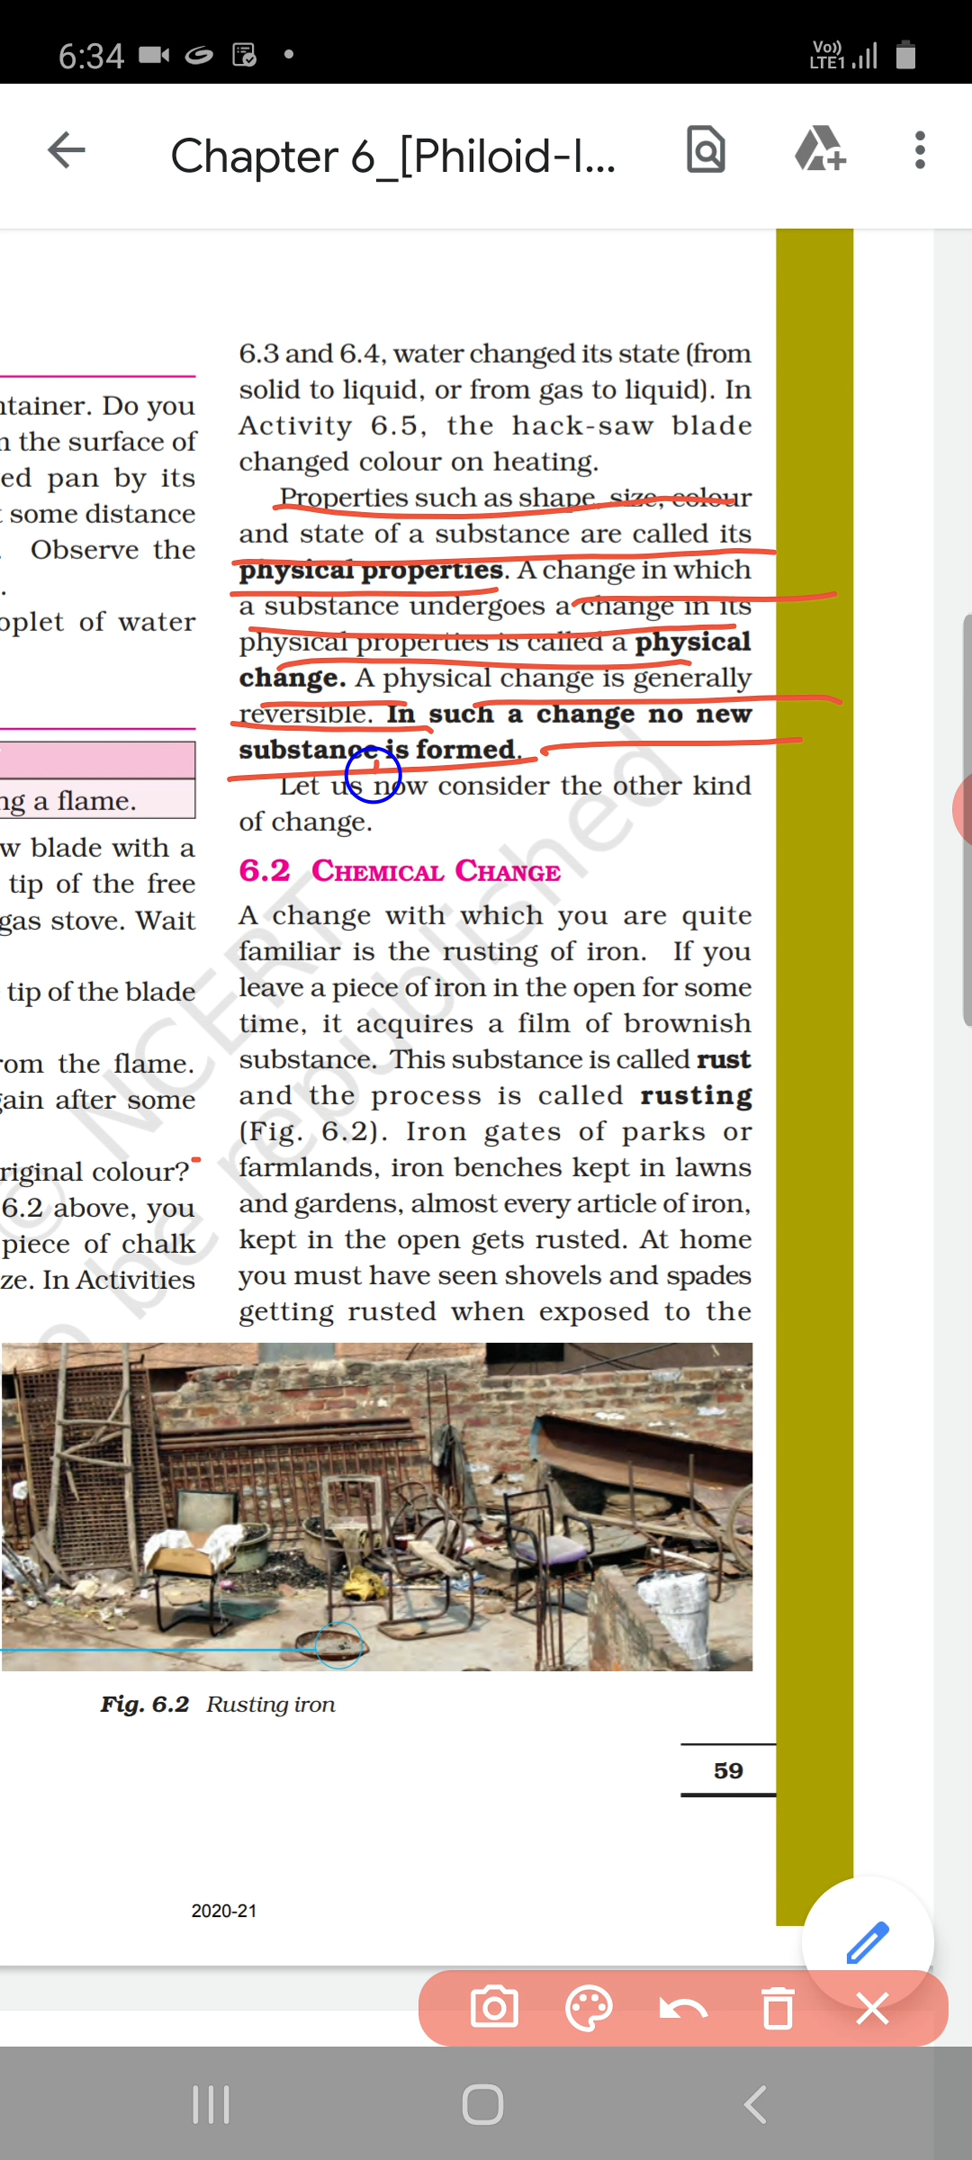 6:34
Vo))
LTE1
Chapter 6_[Philoid-I...
ntainer. Do you
n the surface of
ed pan by its
t some distance
. Observe the
.
oplet of water
ng a flame.
w blade with a
tip of the free
gas stove. Wait
tip of the blade
rom the flame.
gain after some
riginal colour?
6.2 above, you
piece of chalk
ze. In Activities
6.3 and 6.4, water changed its state (from
solid to liquid, or from gas to liquid). In
Activity 6.5, the hack-saw blade
changed colour on heating.
Properties such as shape, size, colour
and state of a substance are called its
physical properties. A change in which
a substance undergoes a change in its
physical properties is called a physical
change. A physical change is generally
reversible. In such a change no new
substance is formed.
Let us now consider the other kind
of change.
6.2 CHEMICAL CHANGE
A change with which you are quite
familiar is the rusting of iron. If you
leave a piece of iron in the open for some
time, it acquires a film of brownish
substance. This substance is called rust
and the process is called rusting
(Fig. 6.2). Iron gates of parks or
farmlands, iron benches kept in lawns
and gardens, almost every article of iron,
kept in the open gets rusted. At home
you must have seen shovels and spades
getting rusted when exposed to the
© NCERT
o be republished
Fig. 6.2 Rusting iron
59
2020-21